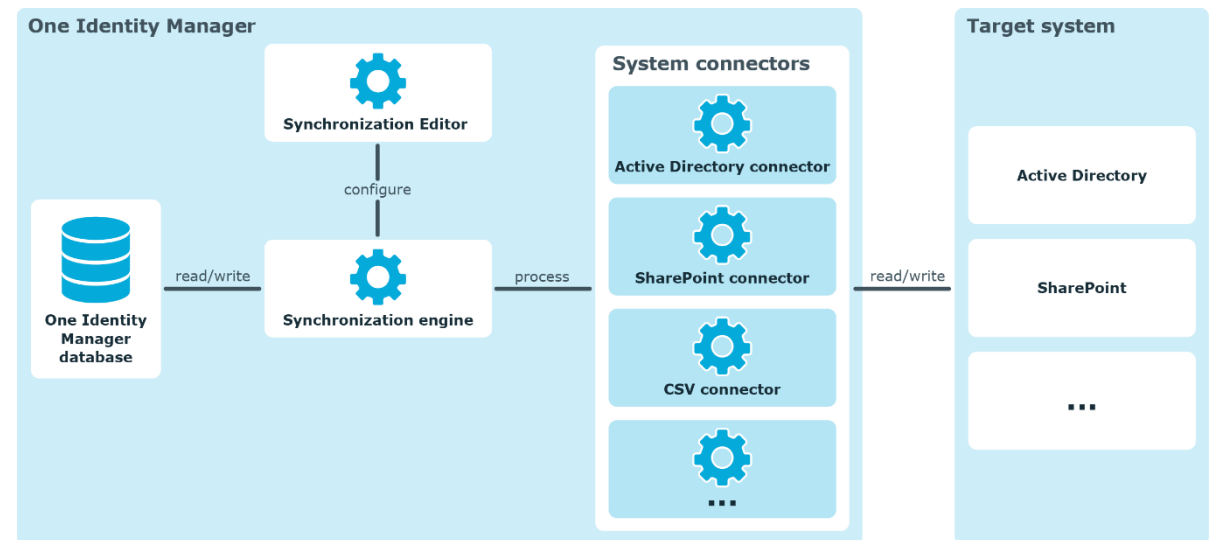 One Identity Manager
Synchronization Editor
configure
One Identity
Manager
database
read/write
Synchronization engine
process
System connectors
Active Directory connector
SharePoint connector
CSV connector
...
read/write
Target system
Active Directory
SharePoint
...